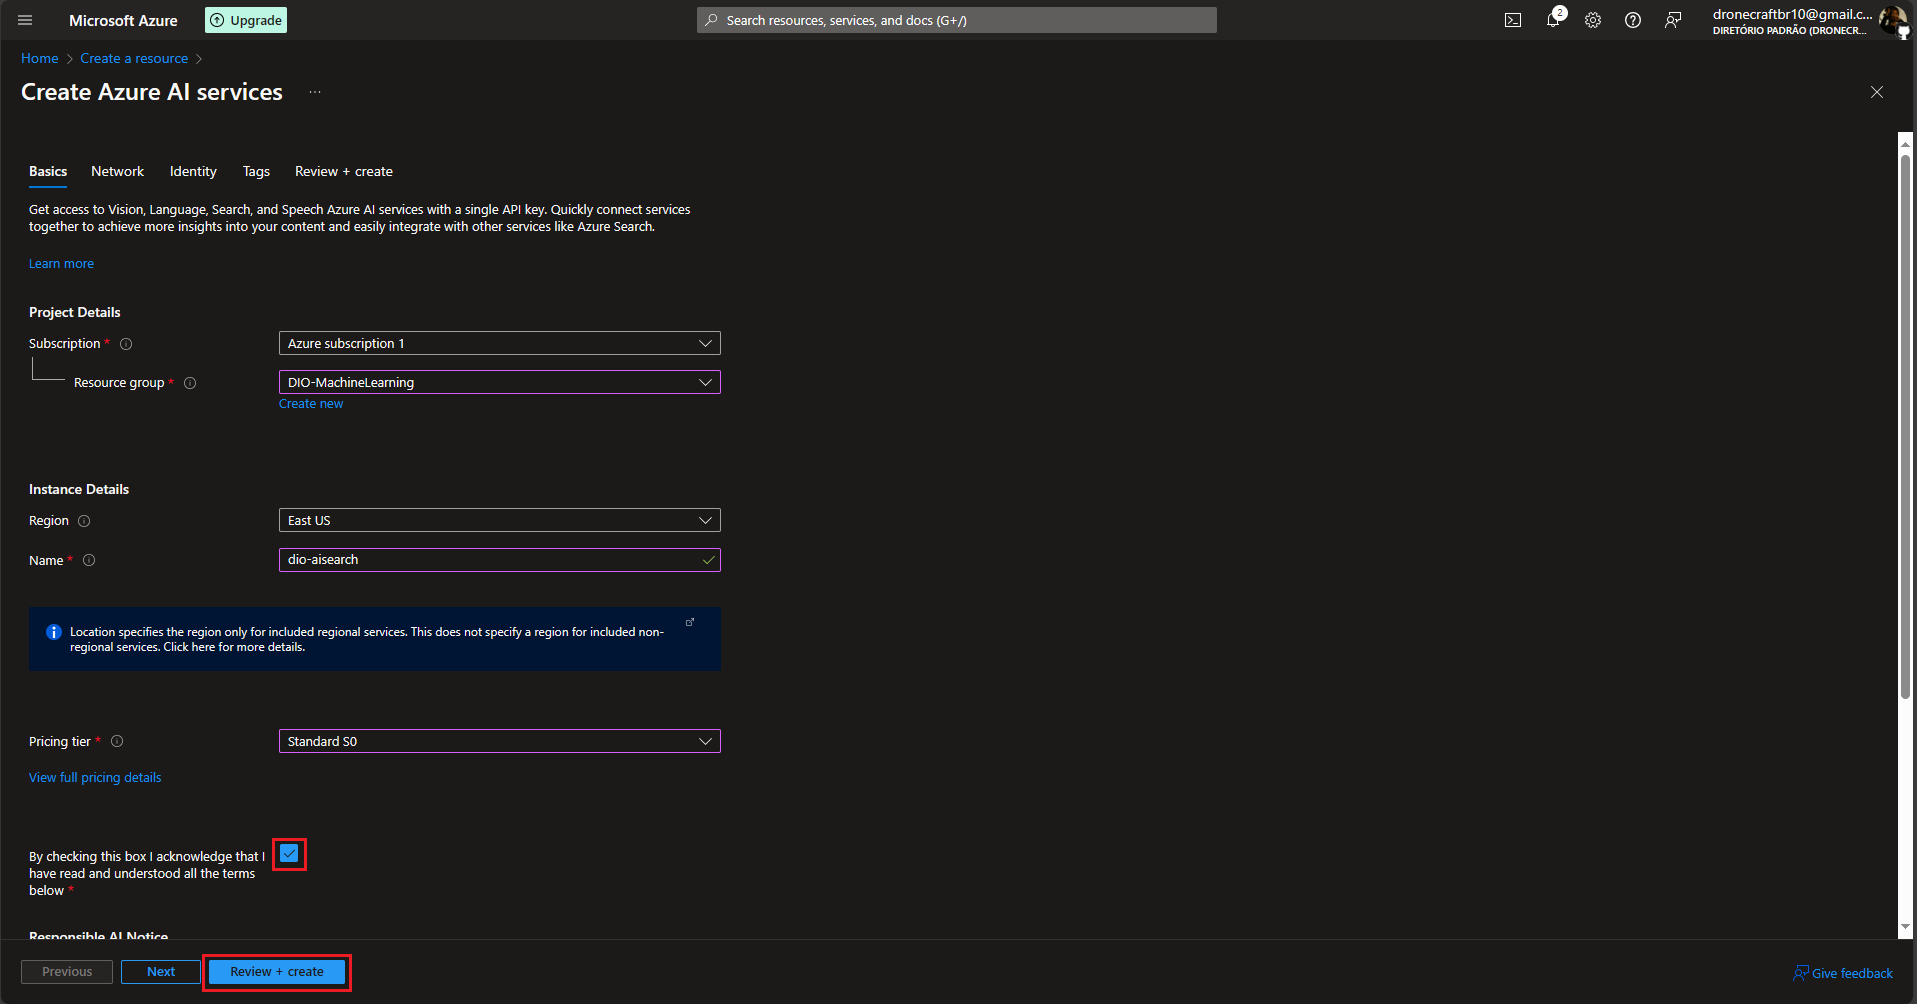 Microsoft Azure
Upgrade
Search resources, services, and docs (G+/)
2
dronecraftbr10@gmail.c...
DIRETÓRIO PADRÃO (DRONECR...
Home > Create a resource >
Create Azure AI services ...
Basics Network Identity Tags Review + create
Get access to Vision, Language, Search, and Speech Azure AI services with a single API key. Quickly connect services
together to achieve more insights into your content and easily integrate with other services like Azure Search.
Learn more
Project Details
Subscription * Azure subscription 1
Resource group * DIO-MachineLearning
Create new
Instance Details
Region East US
Name * dio-aisearch
Location specifies the region only for included regional services. This does not specify a region for included non-
regional services. Click here for more details.
Pricing tier * Standard S0
View full pricing details
By checking this box I acknowledge that I
have read and understood all the terms
below *
Responsible AI Notice
Previous Next Review + create
Give feedback